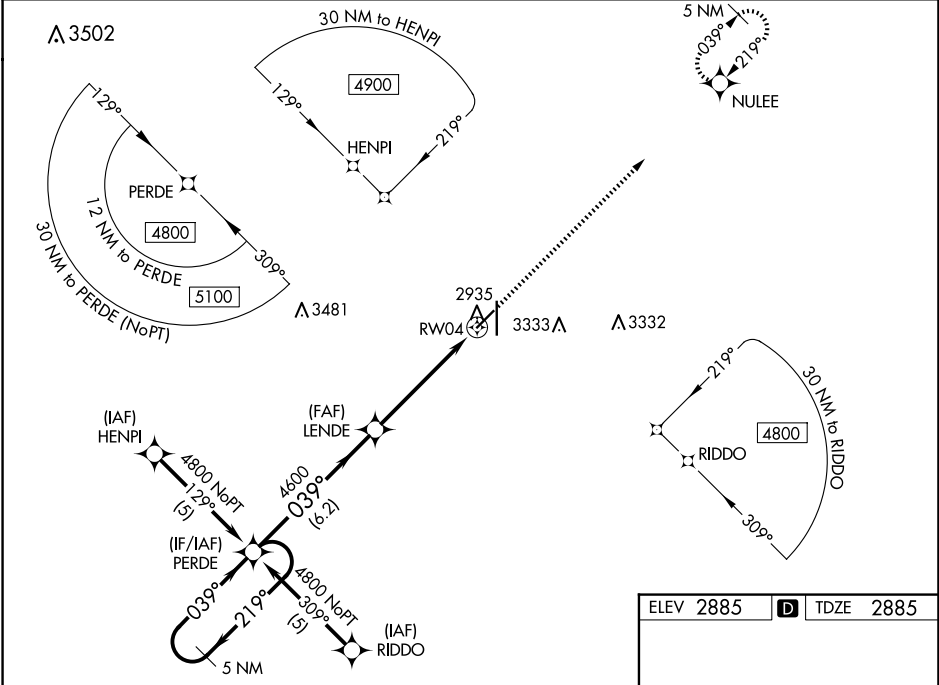 3502
30 NM to HENPI
4900
129°
219°
HENPI
5 NM
039°
219°
NULEE
129°
PERDE
12 NM to PERDE
4800
309°
30 NM to PERDE (NoPT)
5100
3481
2935
RW04
3333
3332
219°
30 NM to RIDDO
4800
RIDDO
309°
(IAF)
HENPI
4800 NoPT
129°
(5)
(FAF)
LENDE
4600
039°
(6.2)
(IF/IAF)
PERDE
039°
219°
5 NM
4800 NoPT
309°
(5)
(IAF)
RIDDO
ELEV 2885 D TDZE 2885